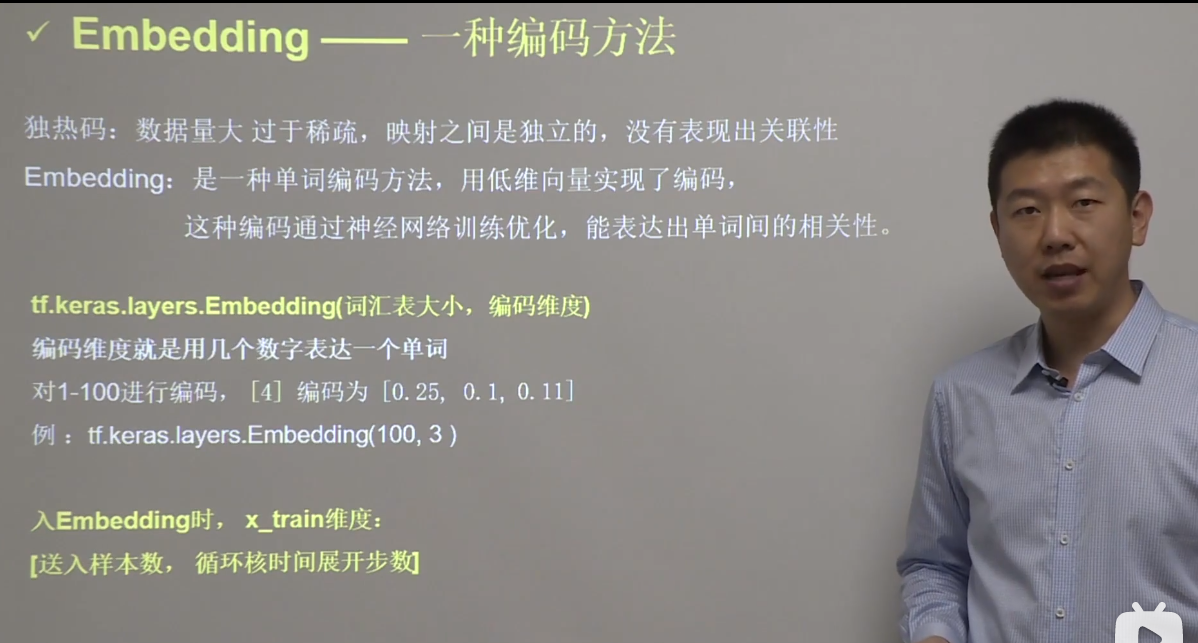 ✓ Embedding —— 一种编码方法
独热码：数据量大 过于稀疏，映射之间是独立的，没有表现出关联性
Embedding：是一种单词编码方法，用低维向量实现了编码，
这种编码通过神经网络训练优化，能表达出单词间的相关性。
tf.keras.layers.Embedding(词汇表大小，编码维度)
编码维度就是用几个数字表达一个单词
对1-100进行编码， [4] 编码为 [0.25, 0.1, 0.11]
例 ：tf.keras.layers.Embedding(100, 3 )
入Embedding时， x_train维度：
[送入样本数， 循环核时间展开步数]